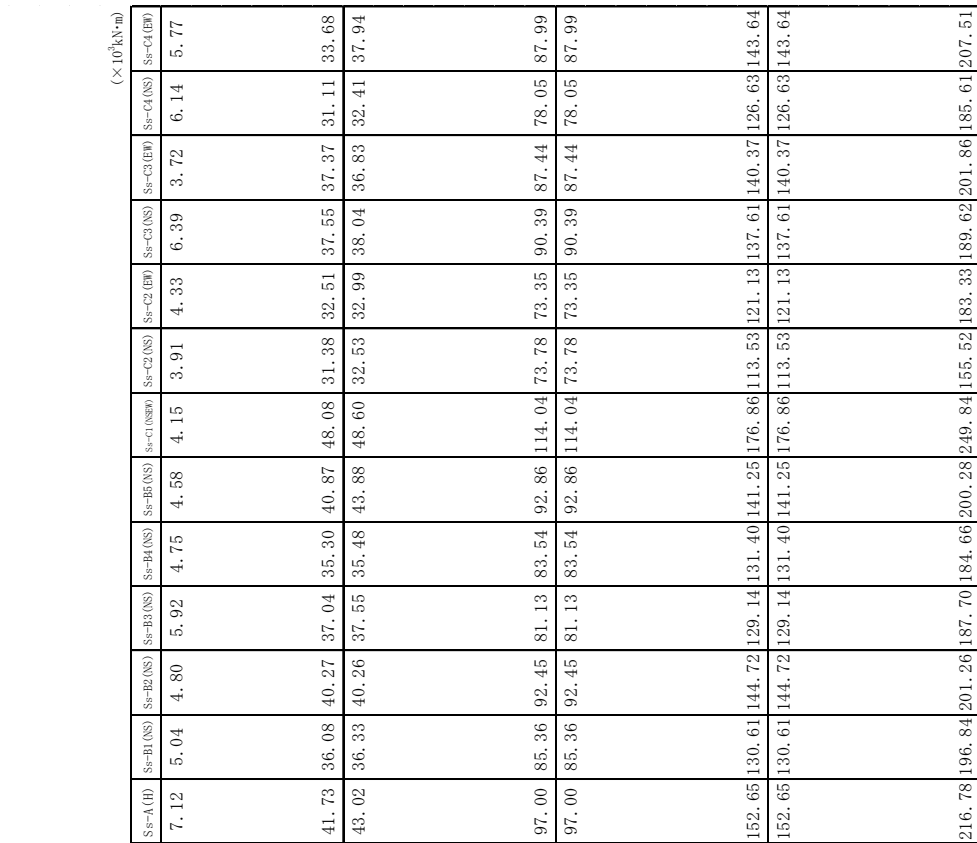 (×10³kN·m)
Ss-A(H) Ss-B1(NS) Ss-B2(NS) Ss-B3(NS) Ss-B4(NS) Ss-B5(NS) Ss-C1(NSEW) Ss-C2(NS) Ss-C2(EW) Ss-C3(NS) Ss-C3(EW) Ss-C4(NS) Ss-C4(EW)
7.12 5.04 4.80 5.92 4.75 4.58 4.15 3.91 4.33 6.39 3.72 6.14 5.77
41.73 36.08 40.27 37.04 35.30 40.87 48.08 31.38 32.51 37.55 37.37 31.11 33.68
43.02 36.33 40.26 37.55 35.48 43.88 48.60 32.53 32.99 38.04 36.83 32.41 37.94
97.00 85.36 92.45 81.13 83.54 92.86 114.04 73.78 73.35 90.39 87.44 78.05 87.99
97.00 85.36 92.45 81.13 83.54 92.86 114.04 73.78 73.35 90.39 87.44 78.05 87.99
152.65 130.61 144.72 129.14 131.40 141.25 176.86 113.53 121.13 137.61 140.37 126.63 143.64
152.65 130.61 144.72 129.14 131.40 141.25 176.86 113.53 121.13 137.61 140.37 126.63 143.64
216.78 196.84 201.26 187.70 184.66 200.28 249.84 155.52 183.33 189.62 201.86 185.61 207.51